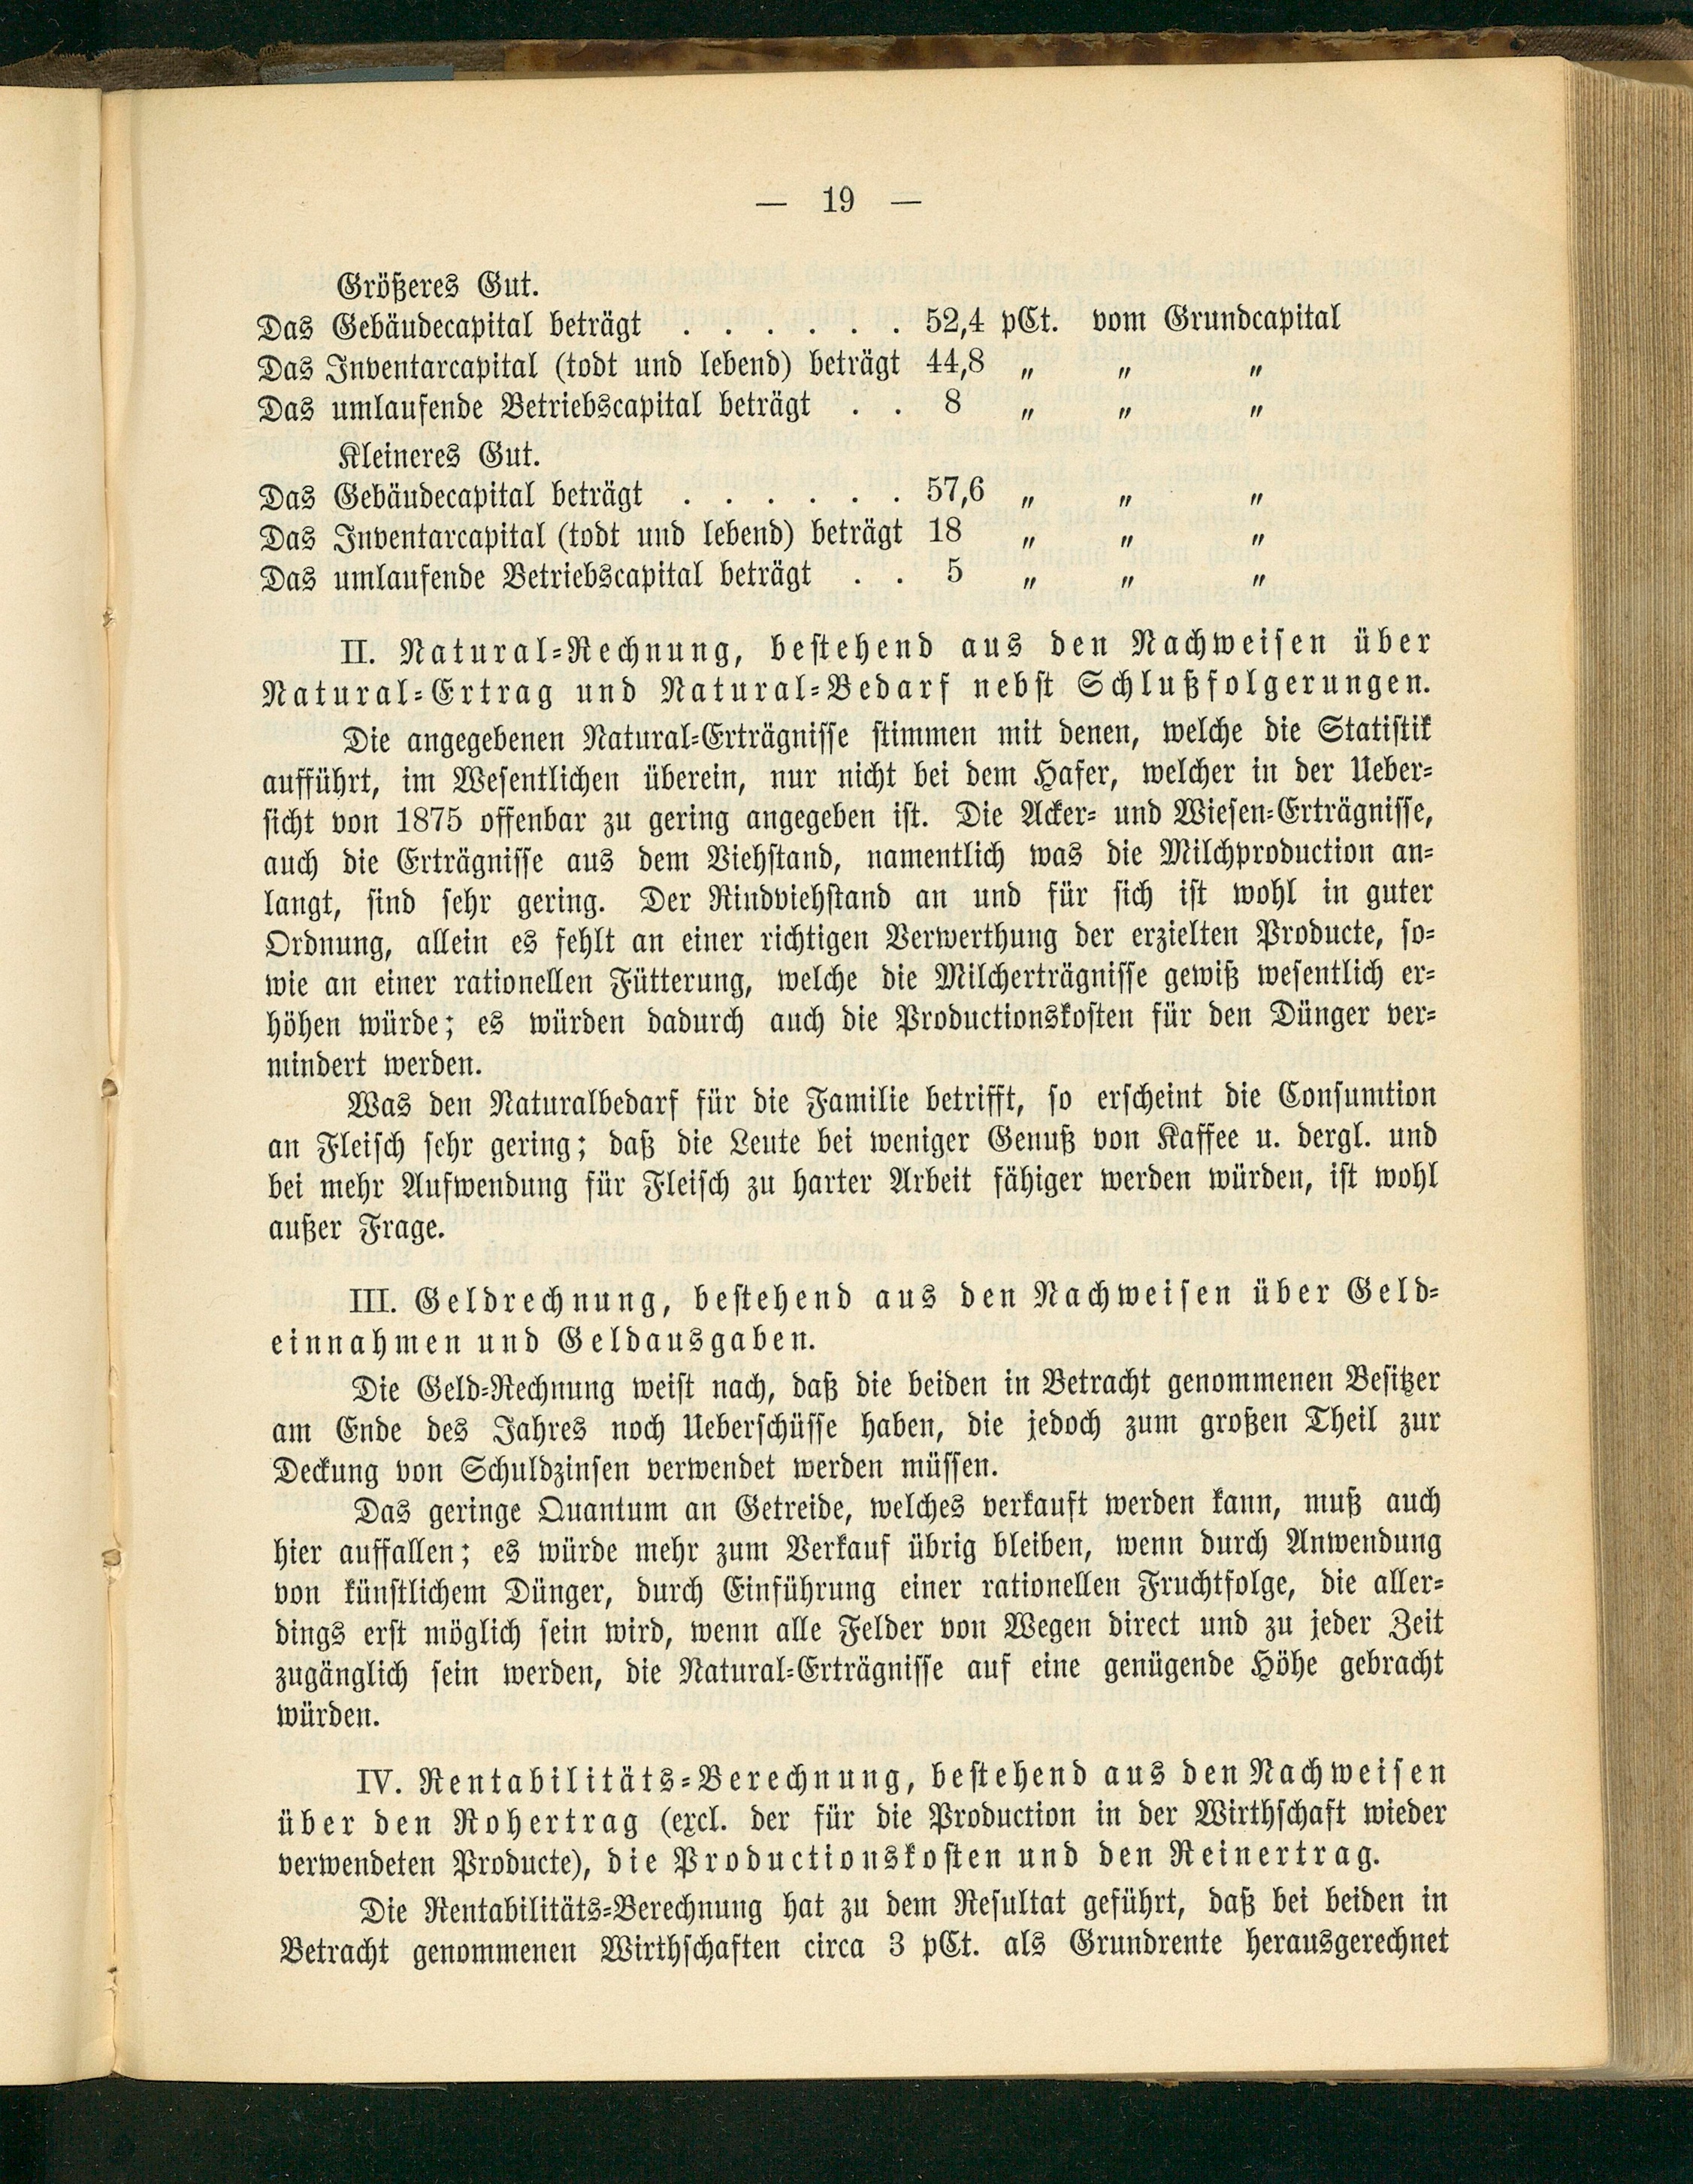 — 19 —
Größeres Gut.
Das Gebäudecapital beträgt . . . . . . 52,4 pCt. vom Grundcapital
Das Inventarcapital (todt und lebend) beträgt 44,8 „ „ „
Das umlaufende Betriebscapital beträgt . . 8 „ „ „
Kleineres Gut.
Das Gebäudecapital beträgt . . . . . . 57,6 „ „ „
Das Inventarcapital (todt und lebend) beträgt 18 „ „ „
Das umlaufende Betriebscapital beträgt . . 5 „ „ „
II. Natural-Rechnung, bestehend aus den Nachweisen über
Natural-Ertrag und Natural-Bedarf nebst Schlußfolgerungen.
Die angegebenen Natural-Erträgnisse stimmen mit denen, welche die Statistik
aufführt, im Wesentlichen überein, nur nicht bei dem Hafer, welcher in der Ueber-
sicht von 1875 offenbar zu gering angegeben ist. Die Acker- und Wiesen-Erträgnisse,
auch die Erträgnisse aus dem Viehstand, namentlich was die Milchproduction an-
langt, sind sehr gering. Der Rindviehstand an und für sich ist wohl in guter
Ordnung, allein es fehlt an einer richtigen Verwerthung der erzielten Producte, so-
wie an einer rationellen Fütterung, welche die Milcherträgnisse gewiß wesentlich er-
höhen würde; es würden dadurch auch die Productionskosten für den Dünger ver-
mindert werden.
Was den Naturalbedarf für die Familie betrifft, so erscheint die Consumtion
an Fleisch sehr gering; daß die Leute bei weniger Genuß von Kaffee u. dergl. und
bei mehr Aufwendung für Fleisch zu harter Arbeit fähiger werden würden, ist wohl
außer Frage.
III. Geldrechnung, bestehend aus den Nachweisen über Geld-
einnahmen und Geldausgaben.
Die Geld-Rechnung weist nach, daß die beiden in Betracht genommenen Besitzer
am Ende des Jahres noch Ueberschüsse haben, die jedoch zum großen Theil zur
Deckung von Schuldzinsen verwendet werden müssen.
Das geringe Quantum an Getreide, welches verkauft werden kann, muß auch
hier auffallen; es würde mehr zum Verkauf übrig bleiben, wenn durch Anwendung
von künstlichem Dünger, durch Einführung einer rationellen Fruchtfolge, die aller-
dings erst möglich sein wird, wenn alle Felder von Wegen direct und zu jeder Zeit
zugänglich sein werden, die Natural-Erträgnisse auf eine genügende Höhe gebracht
würden.
IV. Rentabilitäts-Berechnung, bestehend aus den Nachweisen
über den Rohertrag (excl. der für die Production in der Wirthschaft wieder
verwendeten Producte), die Productionskosten und den Reinertrag.
Die Rentabilitäts-Berechnung hat zu dem Resultat geführt, daß bei beiden in
Betracht genommenen Wirthschaften circa 3 pCt. als Grundrente herausgerechnet